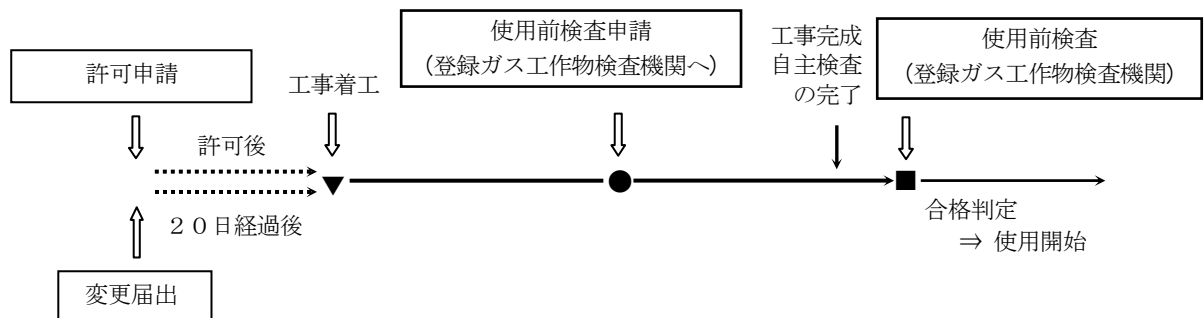 許可申請
工事着工
使用前検査申請
（登録ガス工作物検査機関へ）
工事完成
自主検査
の完了
使用前検査
（登録ガス工作物検査機関）
許可後
２０日経過後
合格判定
⇒ 使用開始
変更届出